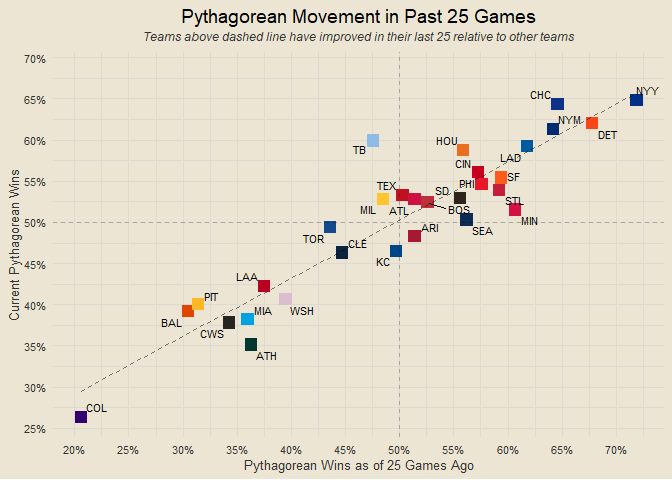 Pythagorean Movement in Past 25 Games
Teams above dashed line have improved in their last 25 relative to other teams
70%
65%
60%
55%
50%
45%
40%
35%
30%
25%
Current Pythagorean Wins
NYY
CHC
NYM
DET
HOU
LAD
TB
CIN
SF
PHI
TEX
SD
STL
MIL
ATL
BOS
MIN
ARI
SEA
TOR
CLE
KC
LAA
PIT
WSH
BAL
MIA
CWS
ATH
COL
20%
25%
30%
35%
40%
45%
50%
55%
60%
65%
70%
Pythagorean Wins as of 25 Games Ago